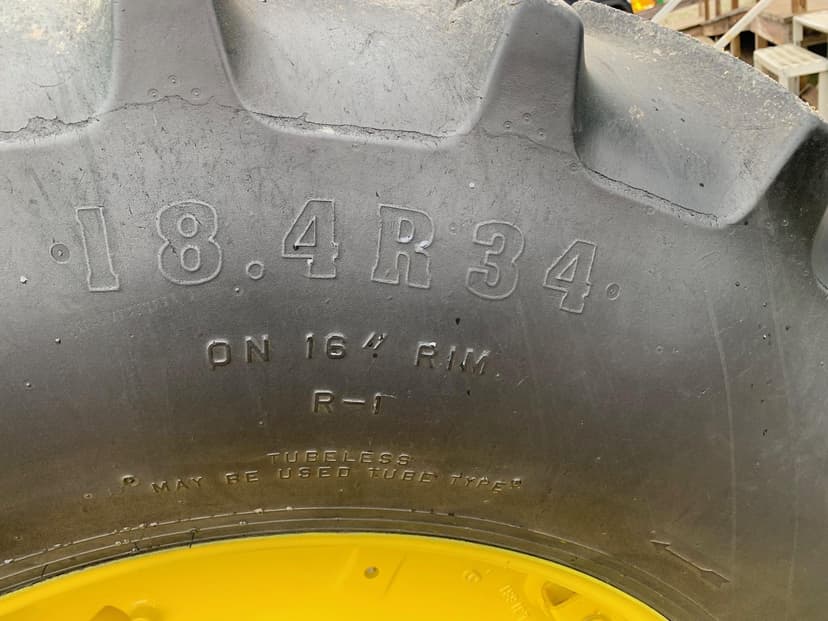 18.4R34
ON 16" RIM
R-1
TUBELESS
"MAY BE USED TUBE TYPE"